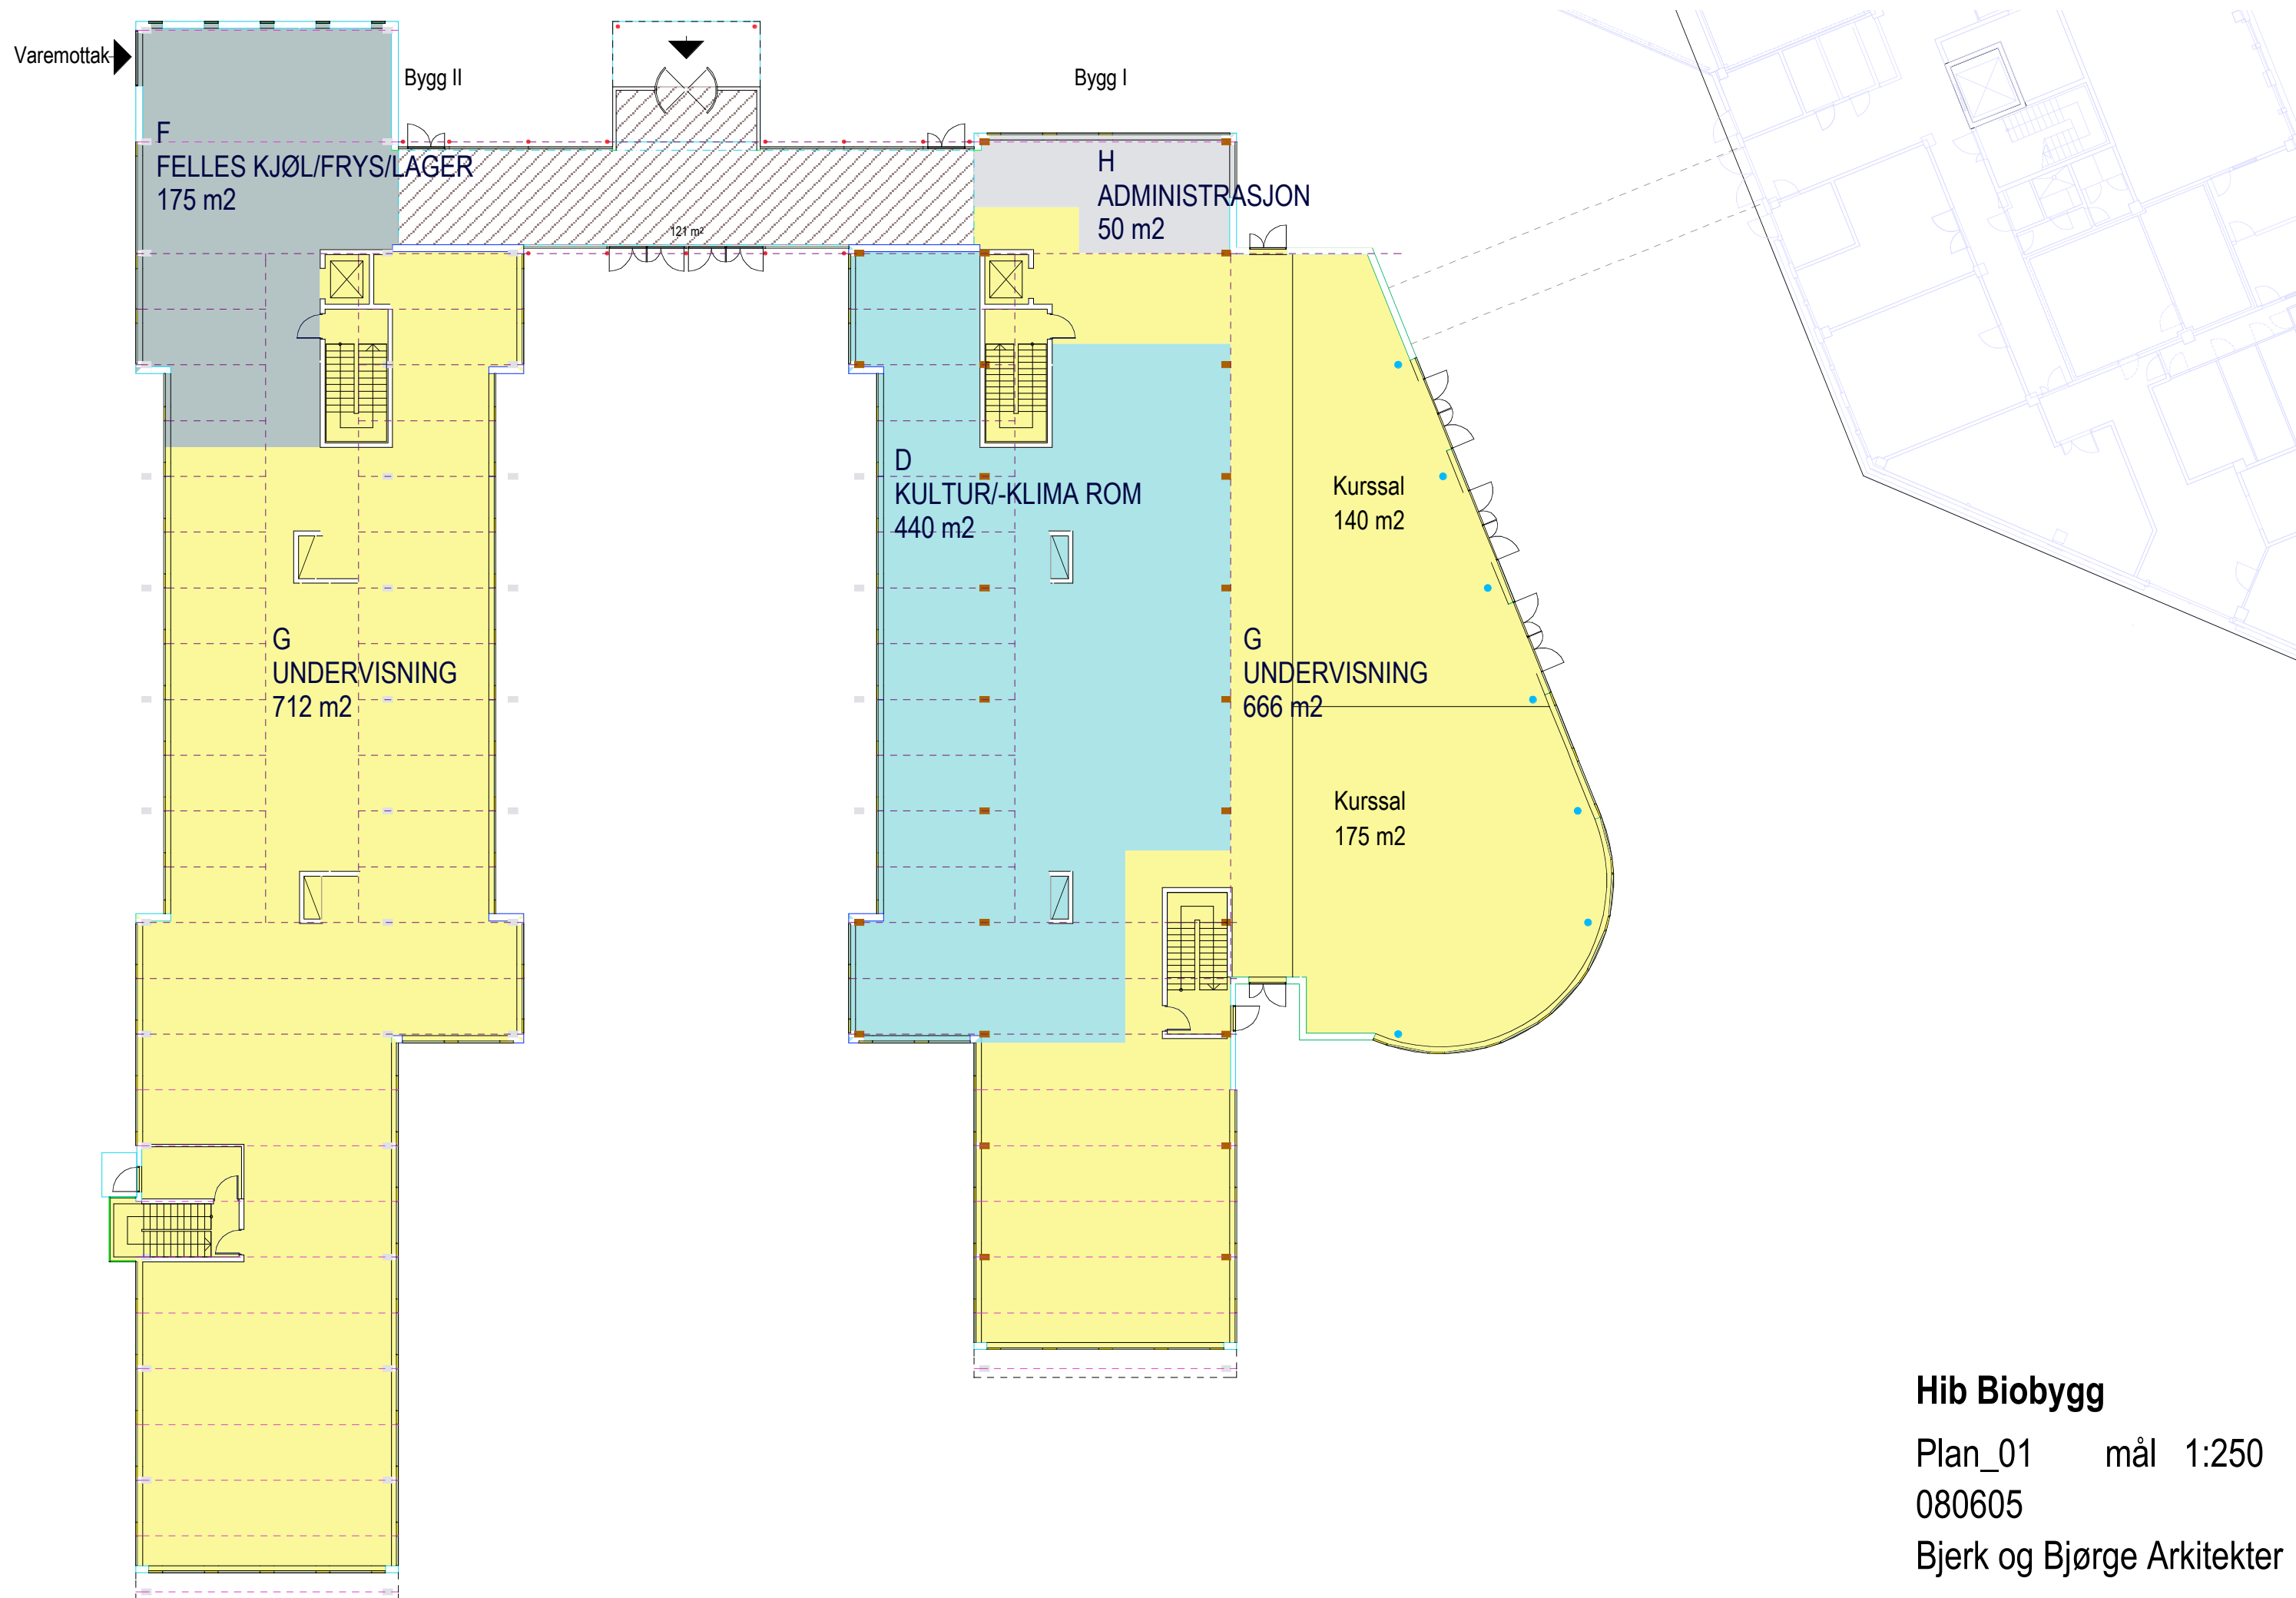 Varemottak
Bygg II
Bygg I
F
FELLES KJØL/FRYS/LAGER
175 m2
H
ADMINISTRASJON
50 m2
121 m²
D
KULTUR/-KLIMA ROM
440 m2
Kurssal
140 m2
G
UNDERVISNING
712 m2
G
UNDERVISNING
666 m2
Kurssal
175 m2
Hib Biobygg
Plan_01 mål 1:250
080605
Bjerk og Bjørge Arkitekter